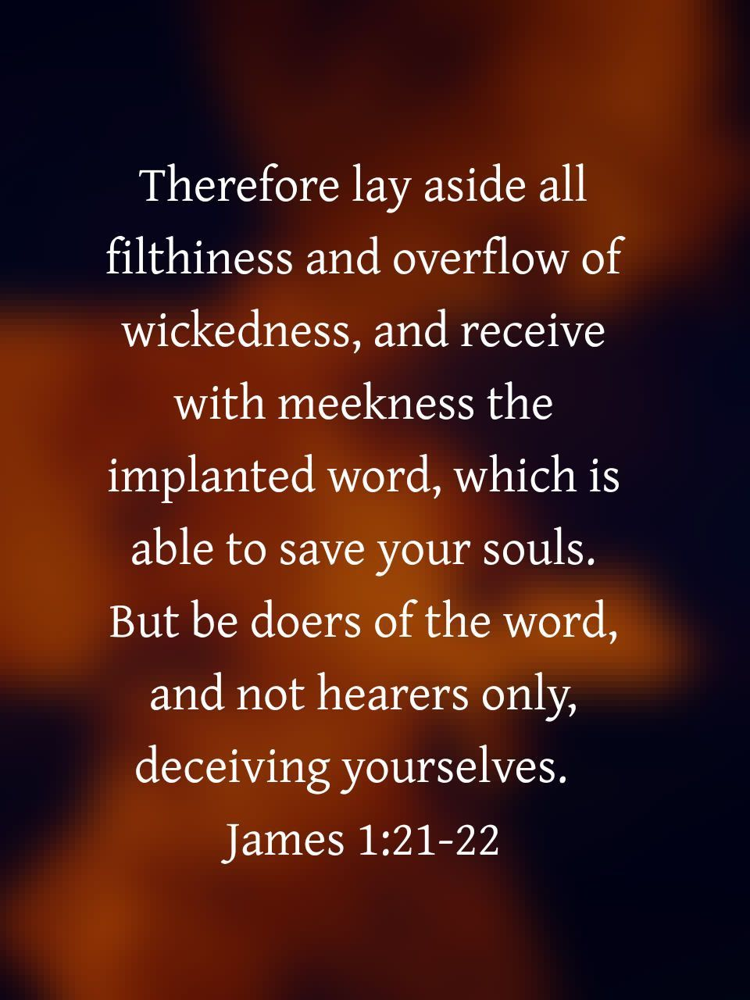 Therefore lay aside all
filthiness and overflow of
wickedness, and receive
with meekness the
implanted word, which is
able to save your souls.
But be doers of the word,
and not hearers only,
deceiving yourselves.
James 1:21-22